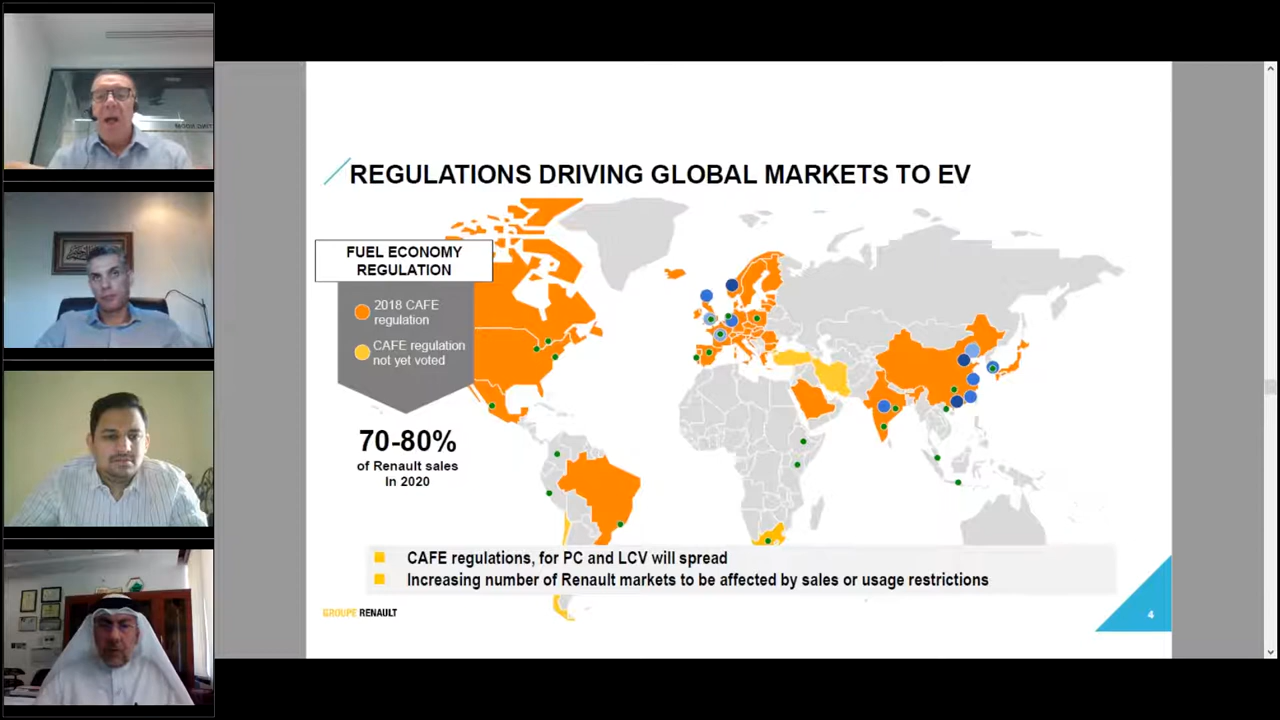 REGULATIONS DRIVING GLOBAL MARKETS TO EV
FUEL ECONOMY
REGULATION
2018 CAFE
regulation
CAFE regulation
not yet voted
70-80%
of Renault sales
In 2020
CAFE regulations, for PC and LCV will spread
Increasing number of Renault markets to be affected by sales or usage restrictions
GROUPE RENAULT
4